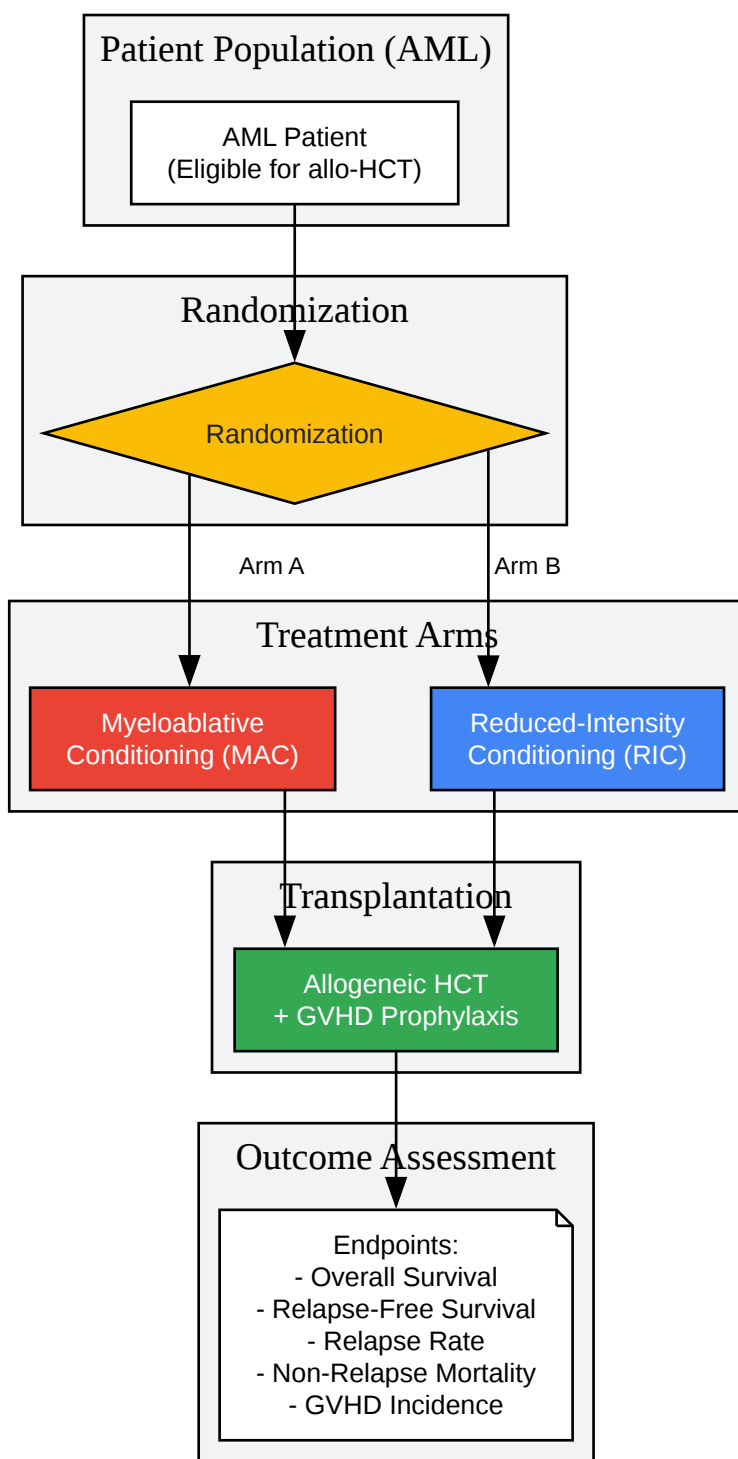 Patient Population (AML)
AML Patient
(Eligible for allo-HCT)
Randomization
Randomization
Arm A
Arm B
Treatment Arms
Myeloablative
Conditioning (MAC)
Reduced-Intensity
Conditioning (RIC)
Transplantation
Allogeneic HCT
+ GVHD Prophylaxis
Outcome Assessment
Endpoints:
- Overall Survival
- Relapse-Free Survival
- Relapse Rate
- Non-Relapse Mortality
- GVHD Incidence